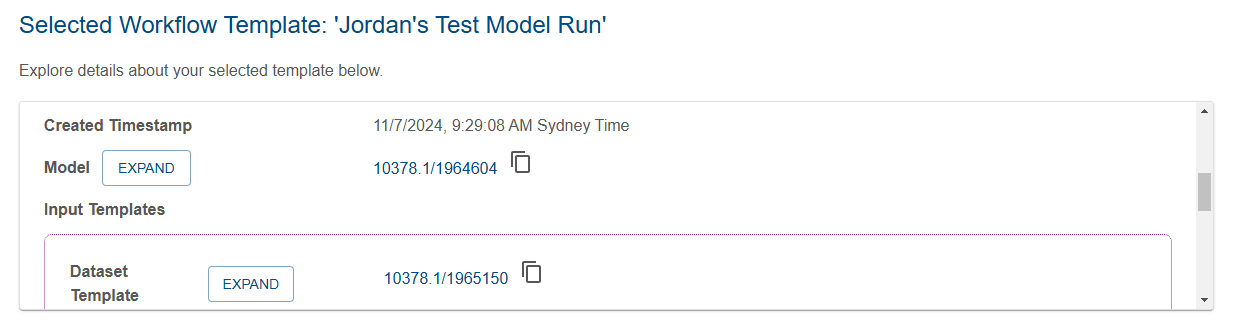 Selected Workflow Template: 'Jordan's Test Model Run'
Explore details about your selected template below.
Created Timestamp 11/7/2024, 9:29:08 AM Sydney Time
Model EXPAND 10378.1/1964604
Input Templates
Dataset
Template EXPAND 10378.1/1965150